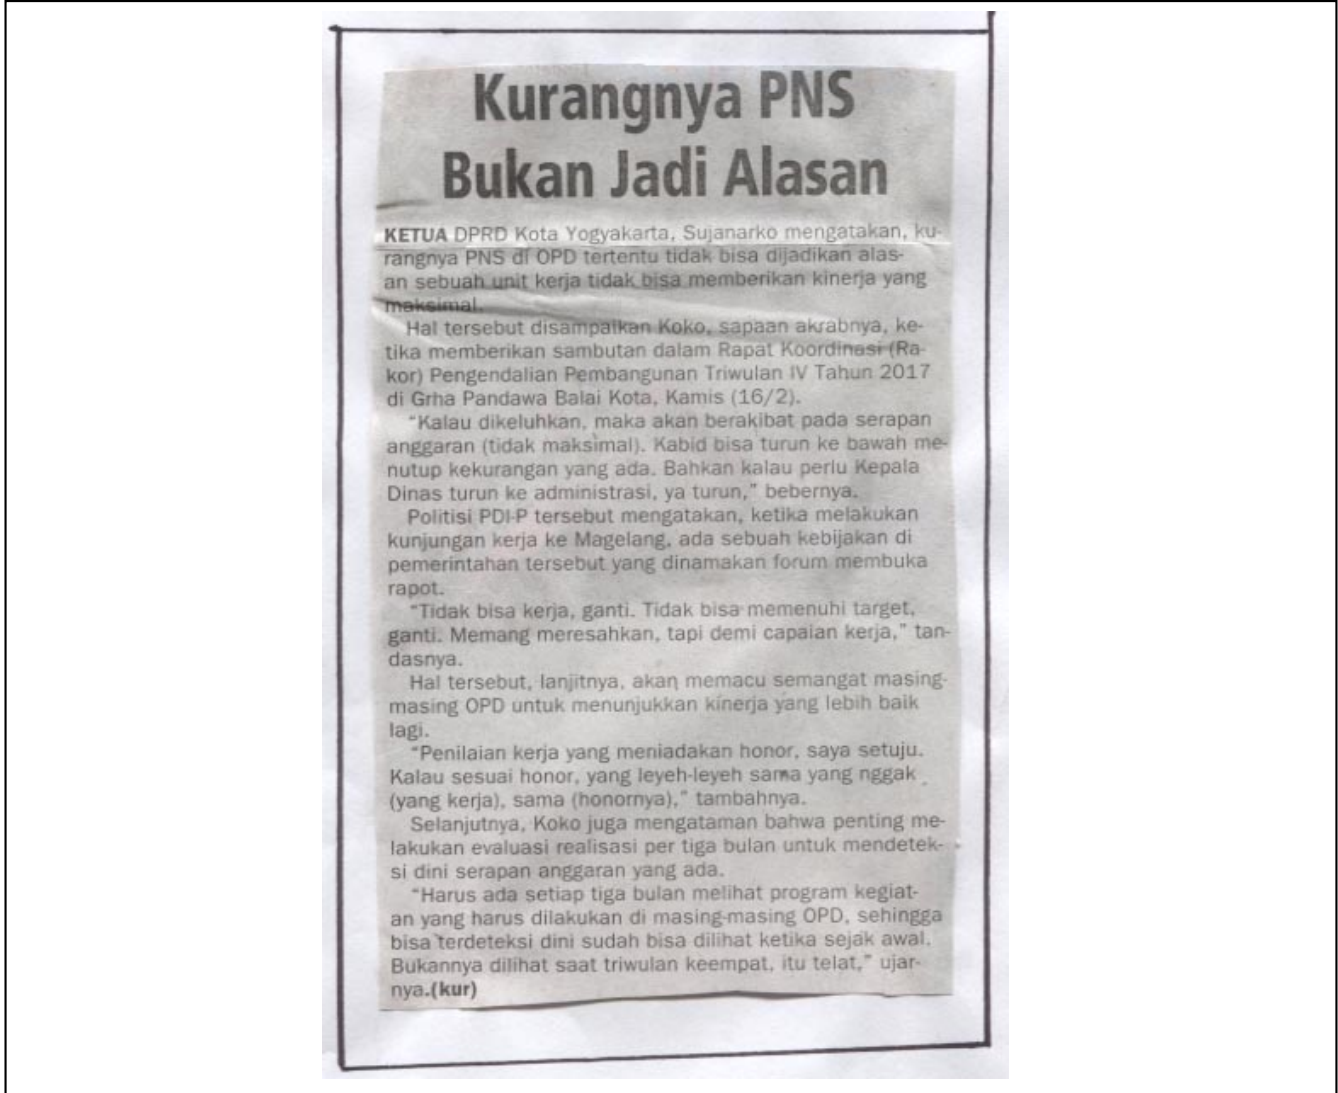 Kurangnya PNS
Bukan Jadi Alasan
KETUA DPRD Kota Yogyakarta, Sujanarko mengatakan, ku-
rangnya PNS di OPD tertentu tidak bisa dijadikan alas-
an sebuah unit kerja tidak bisa memberikan kinerja yang
maksimal.
Hal tersebut disampaikan Koko, sapaan akrabnya, ke-
tika memberikan sambutan dalam Rapat Koordinasi (Ra-
kor) Pengendalian Pembangunan Triwulan IV Tahun 2017
di Grha Pandawa Balai Kota, Kamis (16/2).
"Kalau dikeluhkan, maka akan berakibat pada serapan
anggaran (tidak maksimal). Kabid bisa turun ke bawah me-
nutup kekurangan yang ada. Bahkan kalau perlu Kepala
Dinas turun ke administrasi, ya turun," bebernya.
Politisi PDI-P tersebut mengatakan, ketika melakukan
kunjungan kerja ke Magelang, ada sebuah kebijakan di
pemerintahan tersebut yang dinamakan forum membuka
rapot.
"Tidak bisa kerja, ganti. Tidak bisa memenuhi target,
ganti. Memang meresahkan, tapi demi capaian kerja," tan-
dasnya.
Hal tersebut, lanjitnya, akan memacu semangat masing-
masing OPD untuk menunjukkan kinerja yang lebih baik
lagi.
"Penilaian kerja yang meniadakan honor, saya setuju.
Kalau sesuai honor, yang leyeh-leyeh sama yang nggak
(yang kerja), sama (honornya)," tambahnya.
Selanjutnya, Koko juga mengataman bahwa penting me-
lakukan evaluasi realisasi per tiga bulan untuk mendetek-
si dini serapan anggaran yang ada.
"Harus ada setiap tiga bulan melihat program kegiat-
an yang harus dilakukan di masing-masing OPD, sehingga
bisa terdeteksi dini sudah bisa dilihat ketika sejak awal.
Bukannya dilihat saat triwulan keempat, itu telat," ujar-
nya.(kur)